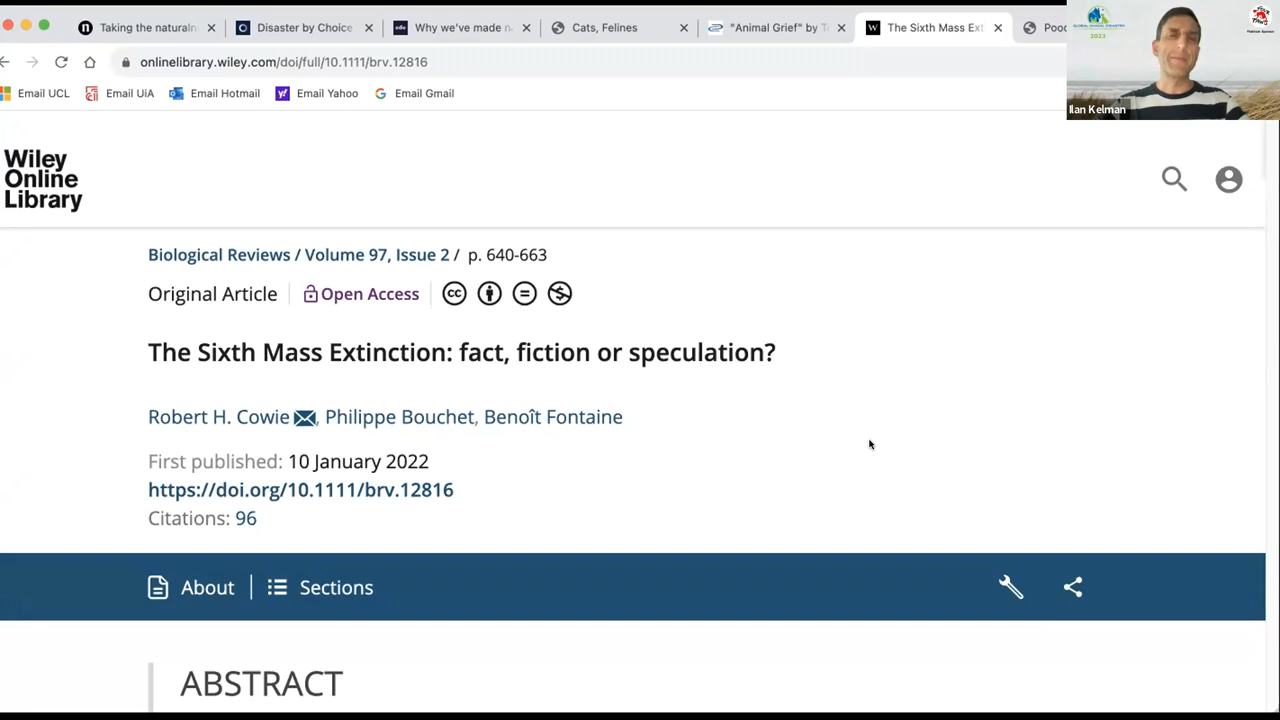 Taking the naturaln
Disaster by Choice
Why we've made n
Cats, Felines
"Animal Grief" by T
The Sixth Mass Ext
Pood
onlinelibrary.wiley.com/doi/full/10.1111/brv.12816
Email UCL
Email UiA
Email Hotmail
Email Yahoo
Email Gmail
2023
Ilan Kelman
Wiley
Online
Library
Biological Reviews / Volume 97, Issue 2 / p. 640-663
Original Article
Open Access
The Sixth Mass Extinction: fact, fiction or speculation?
Robert H. Cowie, Philippe Bouchet, Benoît Fontaine
First published: 10 January 2022
https://doi.org/10.1111/brv.12816
Citations: 96
About
Sections
ABSTRACT